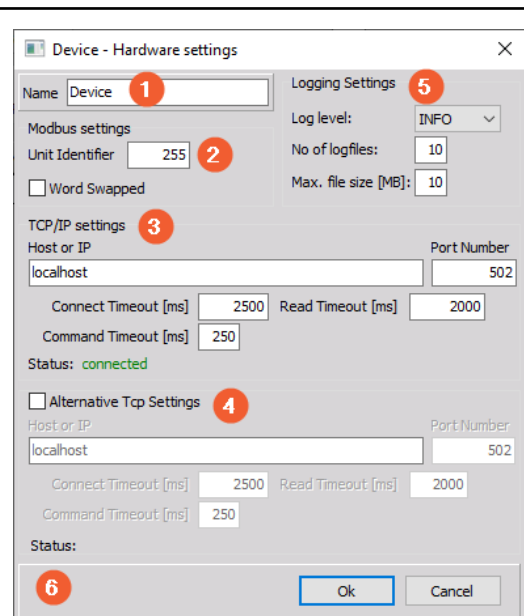 Device - Hardware settings
Name Device 1
Modbus settings
Unit Identifier 255 2
Word Swapped
Logging Settings 5
Log level: INFO
No of logfiles: 10
Max. file size [MB]: 10
TCP/IP settings 3
Host or IP Port Number
localhost 502
Connect Timeout [ms] 2500 Read Timeout [ms] 2000
Command Timeout [ms] 250
Status: connected
Alternative Tcp Settings 4
Host or IP Port Number
localhost 502
Connect Timeout [ms] 2500 Read Timeout [ms] 2000
Command Timeout [ms] 250
Status:
6 Ok Cancel